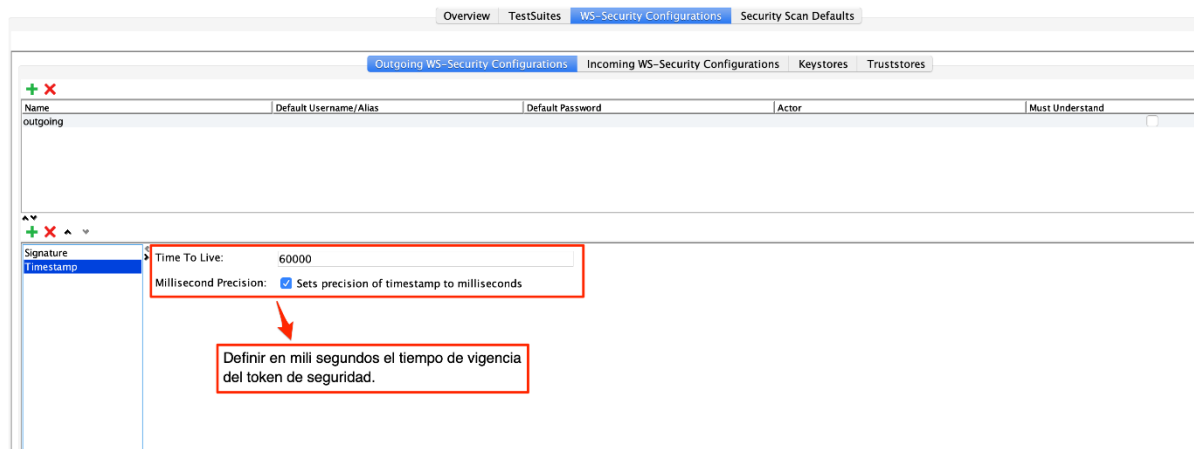 Overview TestSuites WS-Security Configurations Security Scan Defaults
Outgoing WS-Security Configurations Incoming WS-Security Configurations Keystores Truststores
Name Default Username/Alias Default Password Actor Must Understand
outgoing
Signature
Timestamp
Time To Live: 60000
Millisecond Precision: Sets precision of timestamp to milliseconds
Definir en mili segundos el tiempo de vigencia
del token de seguridad.